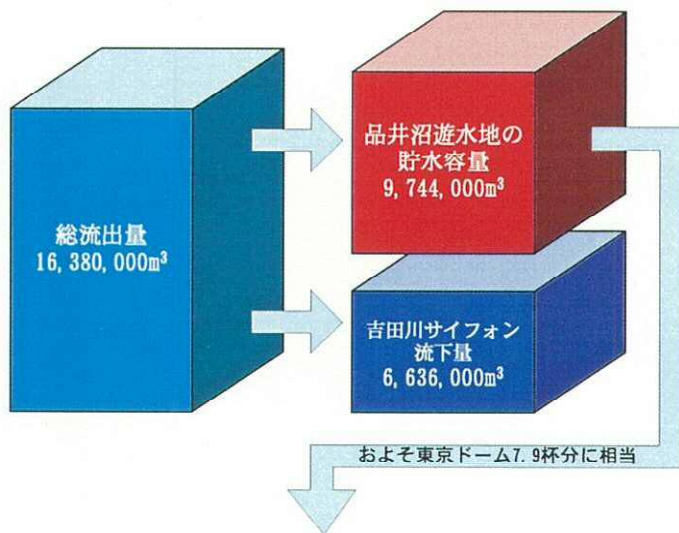 総流出量
16,380,000m³
品井沼遊水地の
貯水容量
9,744,000m³
吉田川サイフォン
流下量
6,636,000m³
およそ東京ドーム7.9杯分に相当